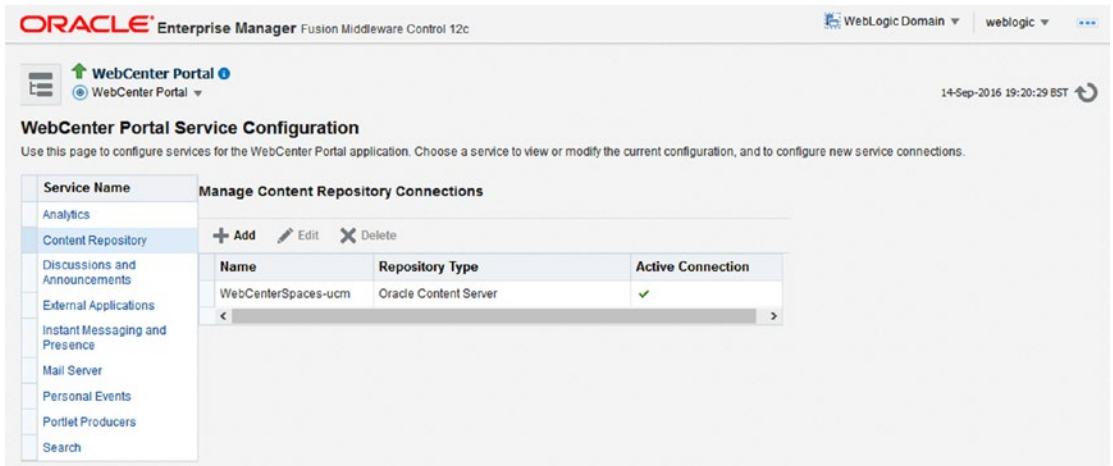 ORACLE Enterprise Manager Fusion Middleware Control 12c
WebLogic Domain weblogic
WebCenter Portal
WebCenter Portal
14-Sep-2016 19:20:29 BST
WebCenter Portal Service Configuration
Use this page to configure services for the WebCenter Portal application. Choose a service to view or modify the current configuration, and to configure new service connections.
Service Name
Analytics
Content Repository
Discussions and
Announcements
External Applications
Instant Messaging and
Presence
Mail Server
Personal Events
Portlet Producers
Search
Manage Content Repository Connections
Add Edit Delete
Name Repository Type Active Connection
WebCenterSpaces-ucm Oracle Content Server